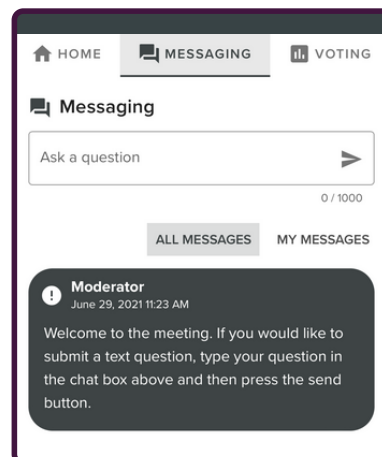 HOME MESSAGING VOTING
Messaging
Ask a question
0 / 1000
ALL MESSAGES MY MESSAGES
Moderator
June 29, 2021 11:23 AM
Welcome to the meeting. If you would like to
submit a text question, type your question in
the chat box above and then press the send
button.